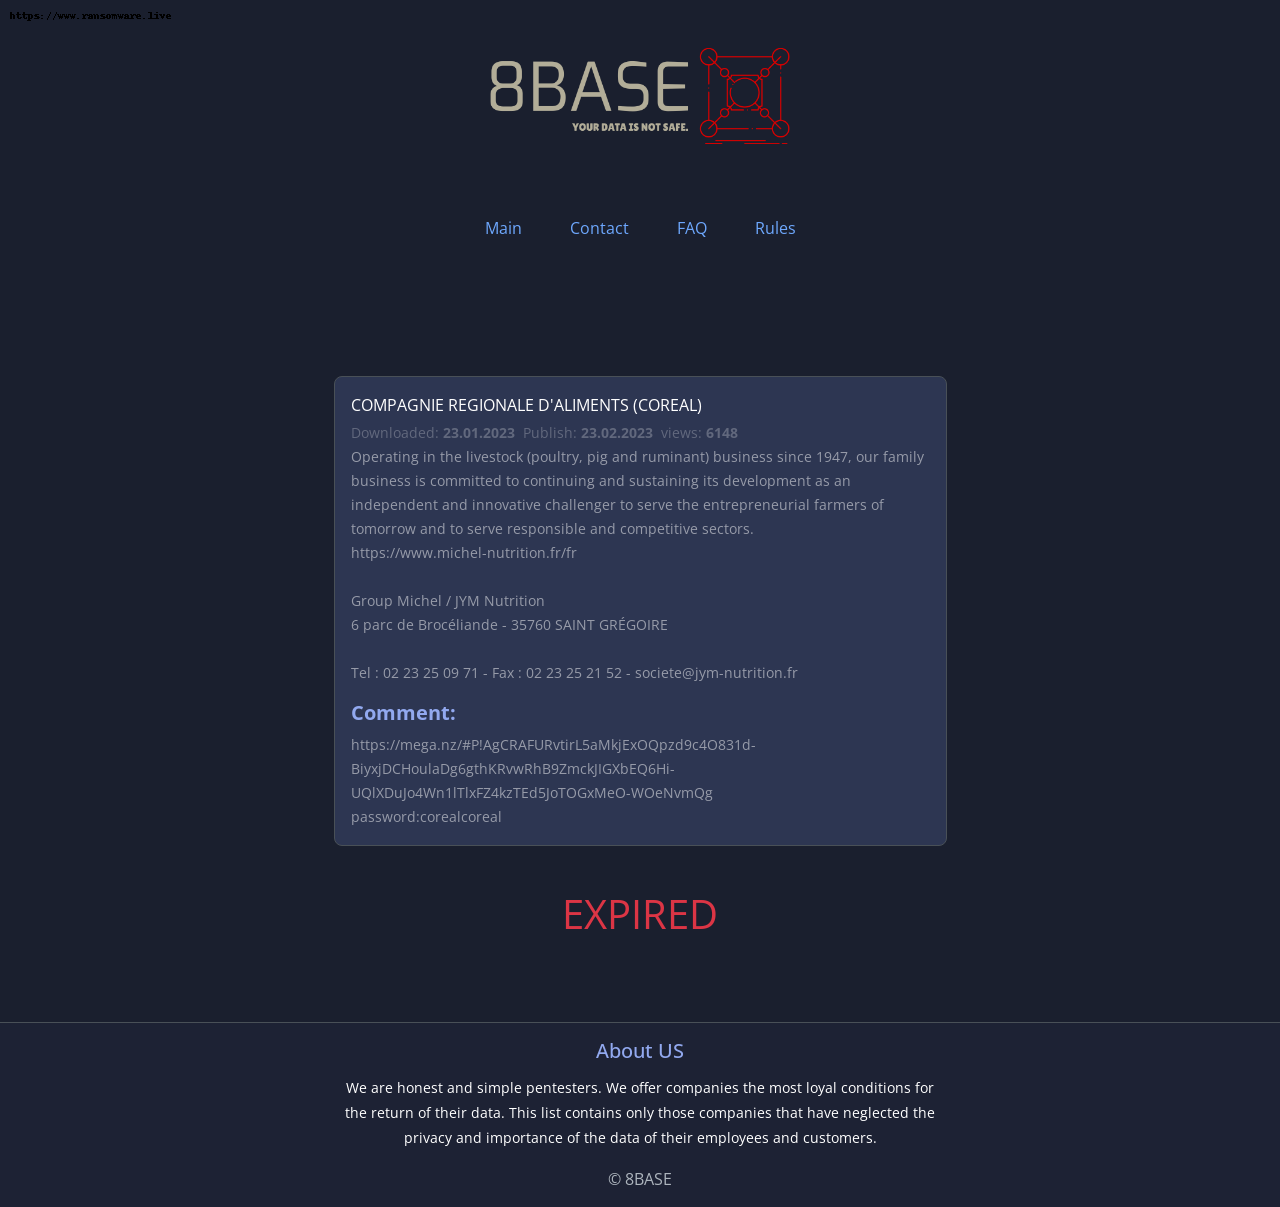 https://www.ransomware.live
8BASE
YOUR DATA IS NOT SAFE.
Main Contact FAQ Rules
COMPAGNIE REGIONALE D'ALIMENTS (COREAL)
Downloaded: 23.01.2023 Publish: 23.02.2023 views: 6148
Operating in the livestock (poultry, pig and ruminant) business since 1947, our family
business is committed to continuing and sustaining its development as an
independent and innovative challenger to serve the entrepreneurial farmers of
tomorrow and to serve responsible and competitive sectors.
https://www.michel-nutrition.fr/fr
Group Michel / JYM Nutrition
6 parc de Brocéliande - 35760 SAINT GRÉGOIRE
Tel : 02 23 25 09 71 - Fax : 02 23 25 21 52 - societe@jym-nutrition.fr
Comment:
https://mega.nz/#P!AgCRAFURvtirL5aMkjExOQpzd9c4O831d-
BiyxjDCHoulaDg6gthKRvwRhB9ZmckJIGXbEQ6Hi-
UQlXDuJo4Wn1lTlxFZ4kzTEd5JoTOGxMeO-WOeNvmQg
password:corealcoreal
EXPIRED
About US
We are honest and simple pentesters. We offer companies the most loyal conditions for
the return of their data. This list contains only those companies that have neglected the
privacy and importance of the data of their employees and customers.
© 8BASE